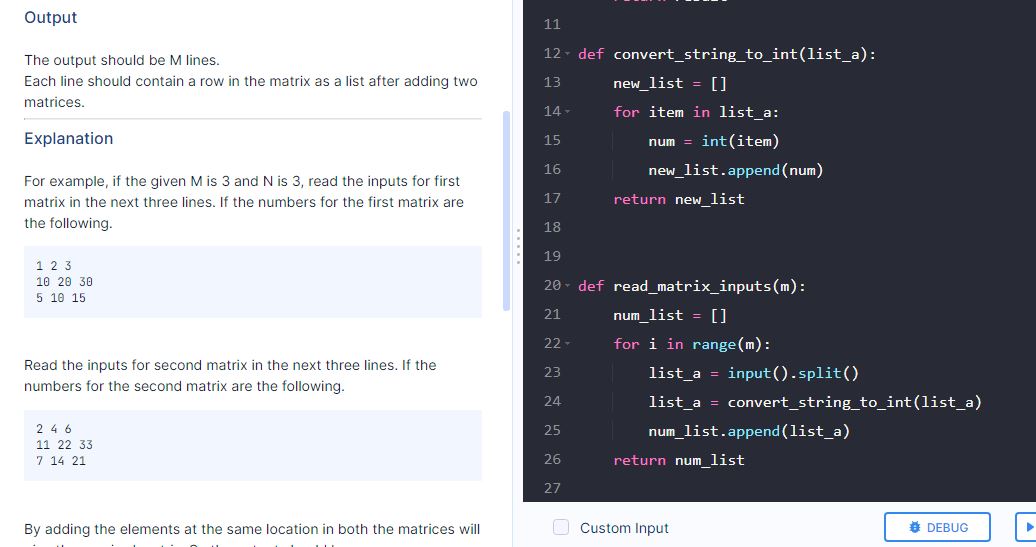 Output
The output should be M lines.
Each line should contain a row in the matrix as a list after adding two
matrices.
Explanation
For example, if the given M is 3 and N is 3, read the inputs for first
matrix in the next three lines. If the numbers for the first matrix are
the following.
1 2 3
10 20 30
5 10 15
Read the inputs for second matrix in the next three lines. If the
numbers for the second matrix are the following.
2 4 6
11 22 33
7 14 21
By adding the elements at the same location in both the matrices will
11
12 def convert_string_to_int(list_a):
13     new_list = []
14     for item in list_a:
15         num = int(item)
16         new_list.append(num)
17     return new_list
18
19
20 def read_matrix_inputs(m):
21     num_list = []
22     for i in range(m):
23         list_a = input().split()
24         list_a = convert_string_to_int(list_a)
25         num_list.append(list_a)
26     return num_list
27
Custom Input
DEBUG